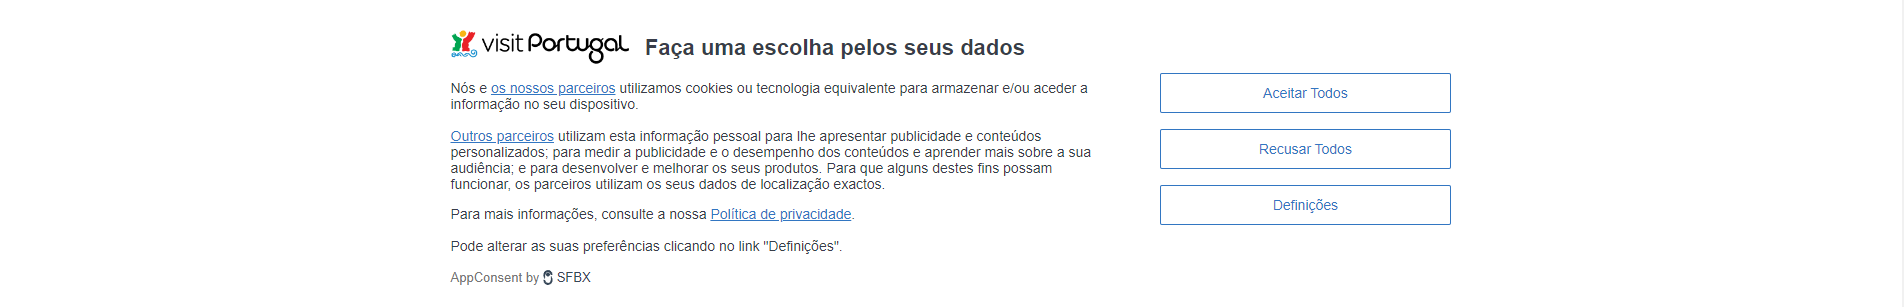 visit Portugal
Faça uma escolha pelos seus dados
Nós e os nossos parceiros utilizamos cookies ou tecnologia equivalente para armazenar e/ou aceder a
informação no seu dispositivo.
Outros parceiros utilizam esta informação pessoal para lhe apresentar publicidade e conteúdos
personalizados; para medir a publicidade e o desempenho dos conteúdos e aprender mais sobre a sua
audiência; e para desenvolver e melhorar os seus produtos. Para que alguns destes fins possam
funcionar, os parceiros utilizam os seus dados de localização exactos.
Para mais informações, consulte a nossa Política de privacidade.
Pode alterar as suas preferências clicando no link "Definições".
AppConsent by SFBX
Aceitar Todos
Recusar Todos
Definições